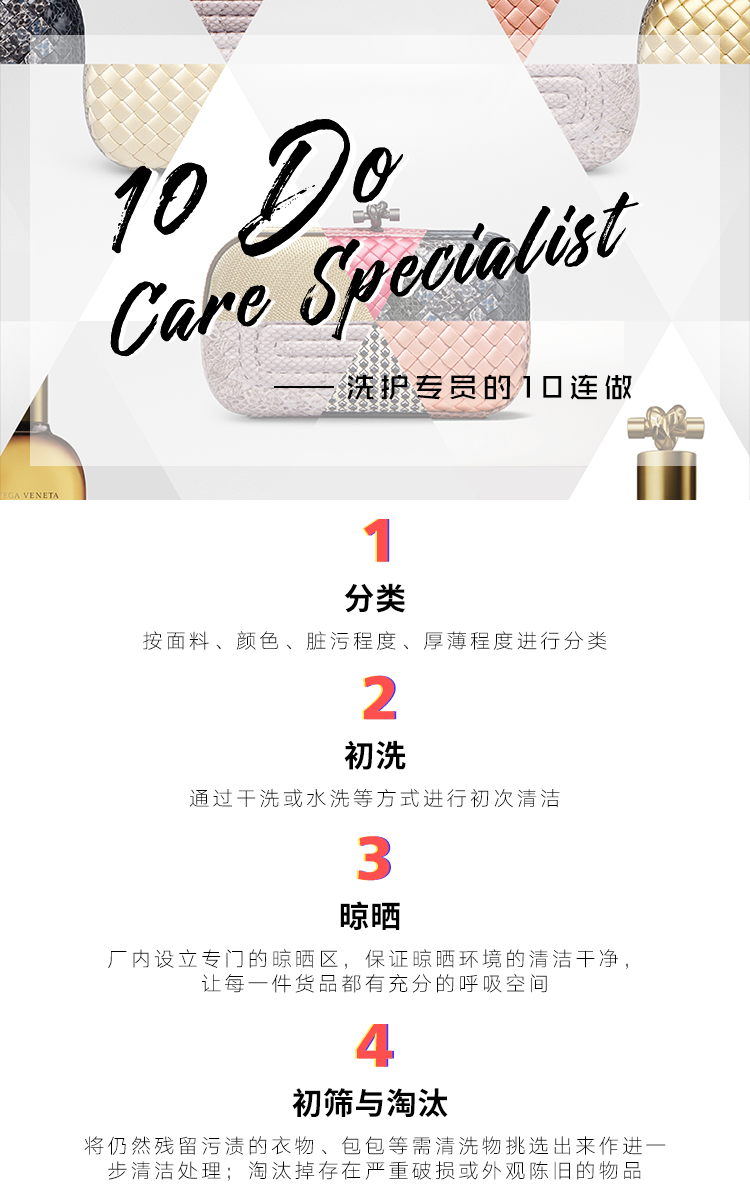 10 Do
Care Specialist
——洗护专员的10连做
EGA VENETA
1
分类
按面料、颜色、脏污程度、厚薄程度进行分类
2
初洗
通过干洗或水洗等方式进行初次清洁
3
晾晒
厂内设立专门的晾晒区，保证晾晒环境的清洁干净，
让每一件货品都有充分的呼吸空间
4
初筛与淘汰
将仍然残留污渍的衣物、包包等需清洗物挑选出来作进一
步清洁处理；淘汰掉存在严重破损或外观陈旧的物品